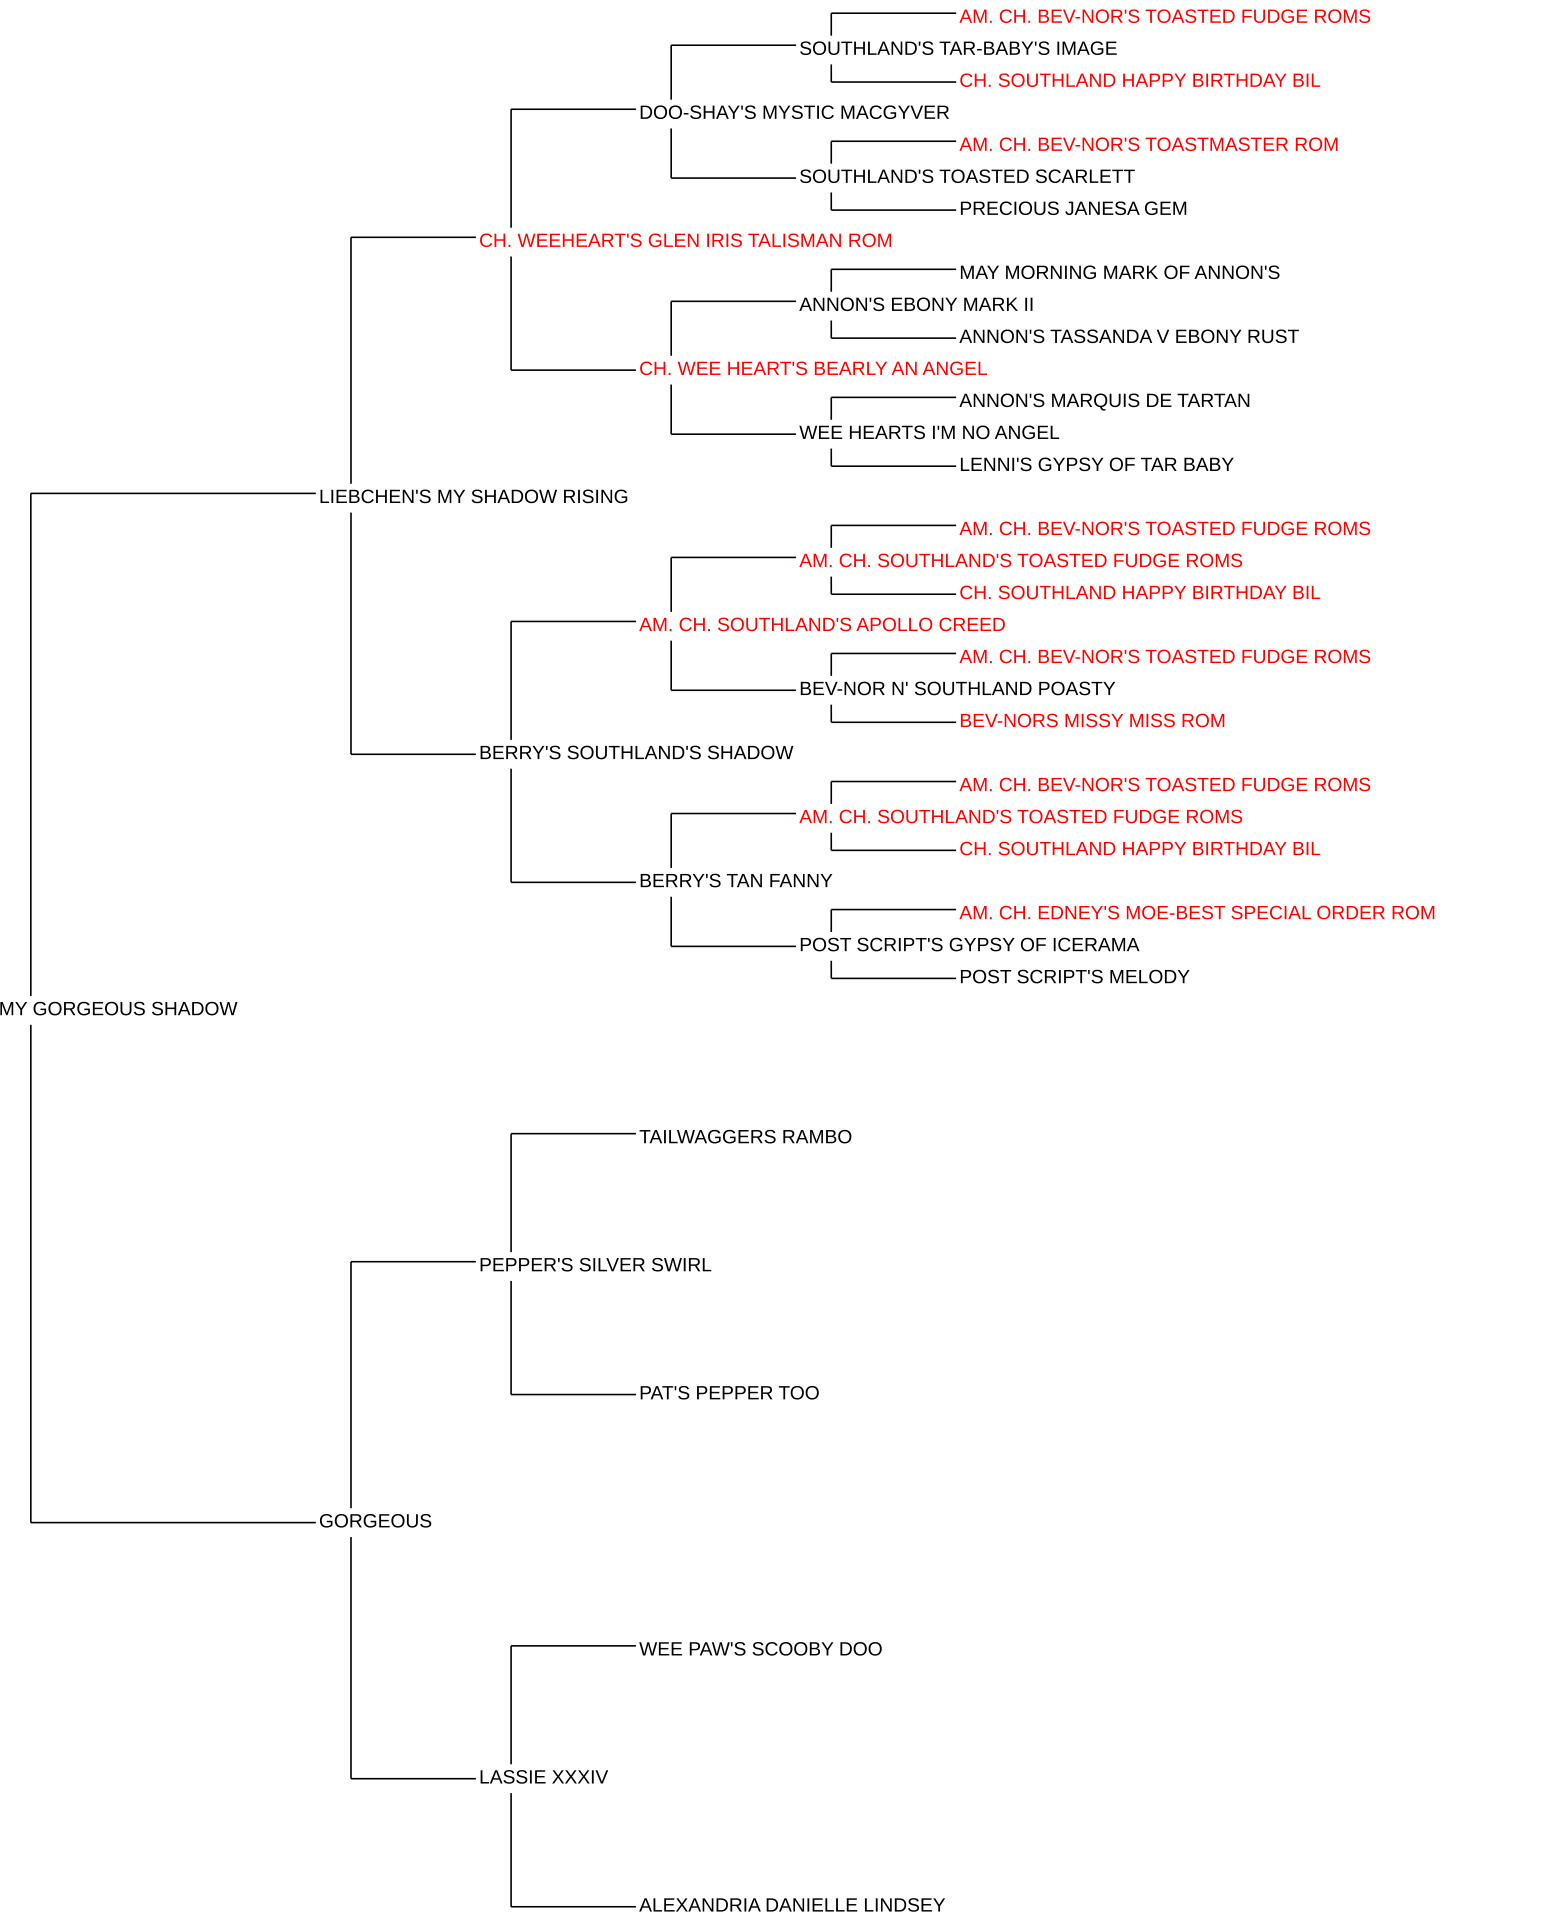 AM. CH. BEV-NOR'S TOASTED FUDGE ROMS
SOUTHLAND'S TAR-BABY'S IMAGE
CH. SOUTHLAND HAPPY BIRTHDAY BIL
DOO-SHAY'S MYSTIC MACGYVER
AM. CH. BEV-NOR'S TOASTMASTER ROM
SOUTHLAND'S TOASTED SCARLETT
PRECIOUS JANESA GEM
CH. WEEHEART'S GLEN IRIS TALISMAN ROM
MAY MORNING MARK OF ANNON'S
ANNON'S EBONY MARK II
ANNON'S TASSANDA V EBONY RUST
CH. WEE HEART'S BEARLY AN ANGEL
ANNON'S MARQUIS DE TARTAN
WEE HEARTS I'M NO ANGEL
LENNI'S GYPSY OF TAR BABY
LIEBCHEN'S MY SHADOW RISING
AM. CH. BEV-NOR'S TOASTED FUDGE ROMS
AM. CH. SOUTHLAND'S TOASTED FUDGE ROMS
CH. SOUTHLAND HAPPY BIRTHDAY BIL
AM. CH. SOUTHLAND'S APOLLO CREED
AM. CH. BEV-NOR'S TOASTED FUDGE ROMS
BEV-NOR N' SOUTHLAND POASTY
BEV-NORS MISSY MISS ROM
BERRY'S SOUTHLAND'S SHADOW
AM. CH. BEV-NOR'S TOASTED FUDGE ROMS
AM. CH. SOUTHLAND'S TOASTED FUDGE ROMS
CH. SOUTHLAND HAPPY BIRTHDAY BIL
BERRY'S TAN FANNY
AM. CH. EDNEY'S MOE-BEST SPECIAL ORDER ROM
POST SCRIPT'S GYPSY OF ICERAMA
POST SCRIPT'S MELODY
MY GORGEOUS SHADOW
TAILWAGGERS RAMBO
PEPPER'S SILVER SWIRL
PAT'S PEPPER TOO
GORGEOUS
WEE PAW'S SCOOBY DOO
LASSIE XXXIV
ALEXANDRIA DANIELLE LINDSEY